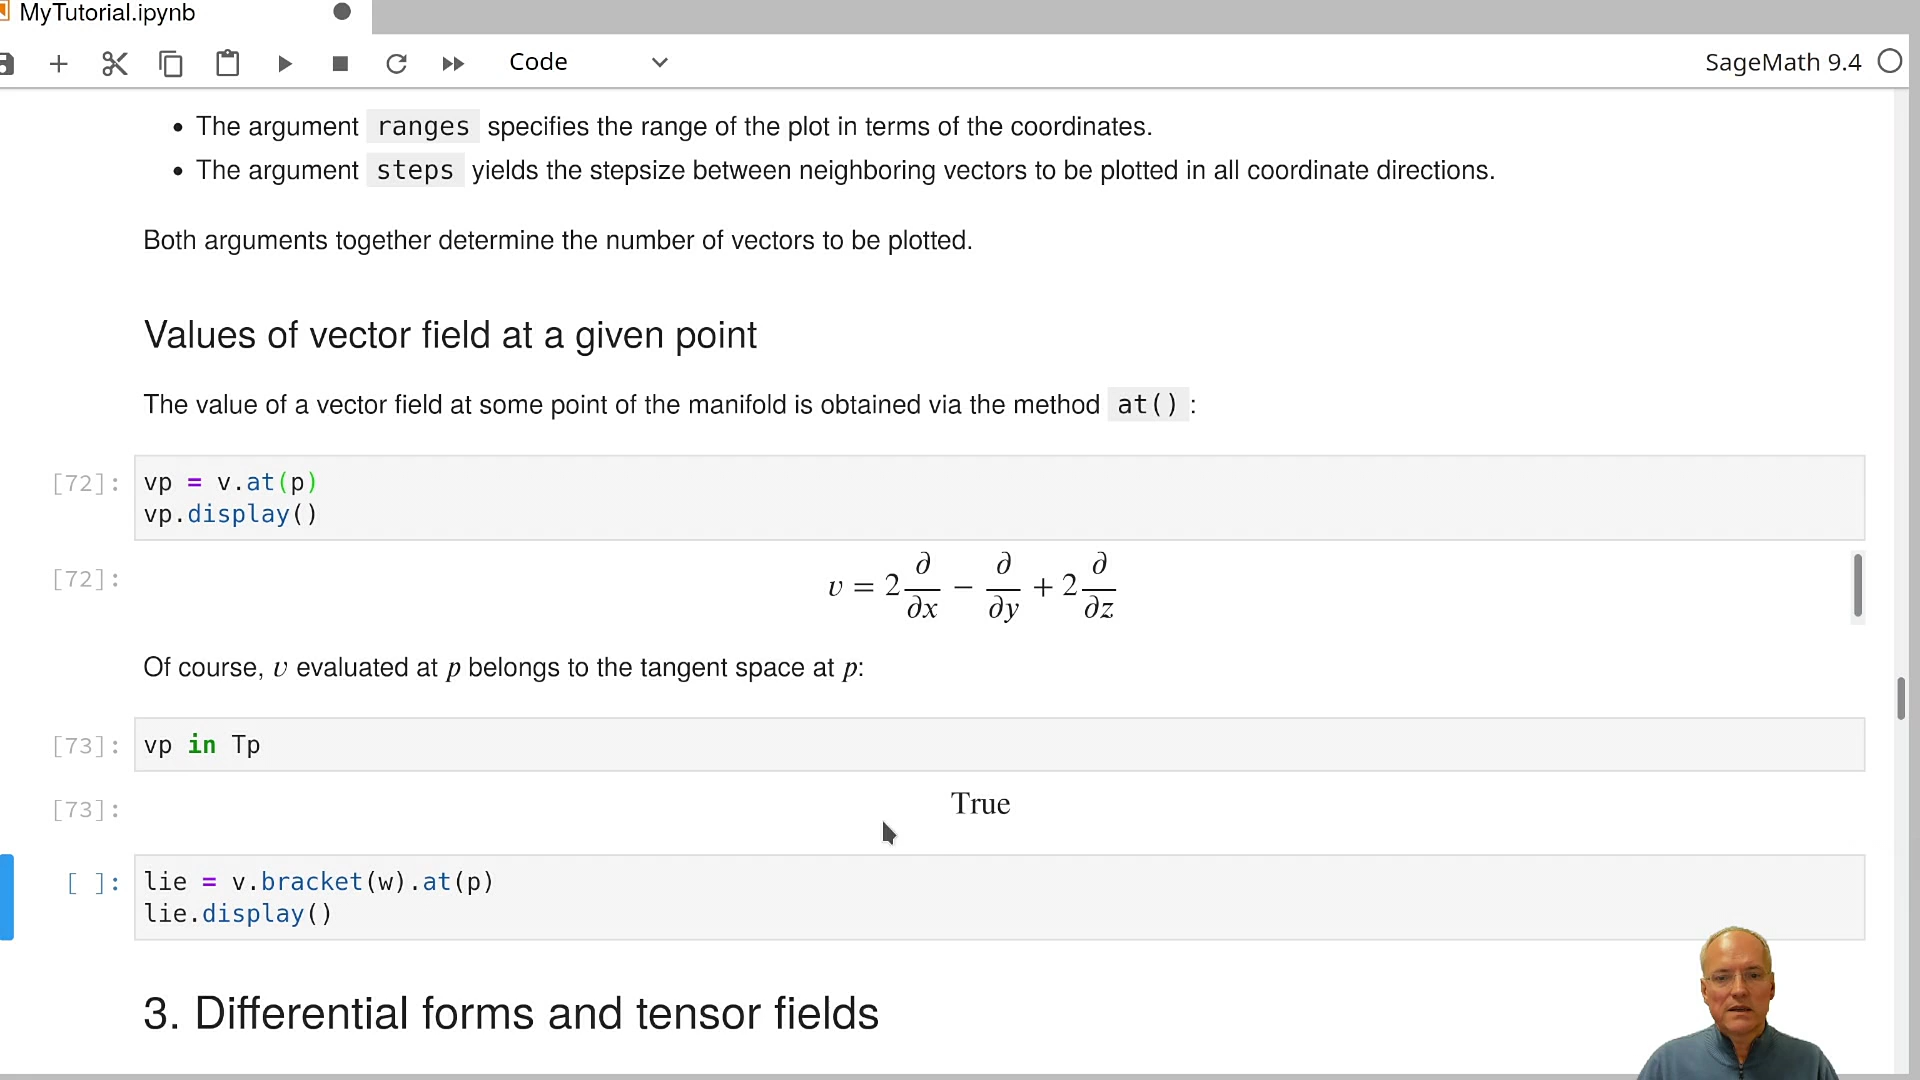 MyTutorial.ipynb
Code
SageMath 9.4
• The argument ranges specifies the range of the plot in terms of the coordinates.
• The argument steps yields the stepsize between neighboring vectors to be plotted in all coordinate directions.
Both arguments together determine the number of vectors to be plotted.
Values of vector field at a given point
The value of a vector field at some point of the manifold is obtained via the method at() :
[72]: vp = v.at(p)
vp.display()
[72]: v = 2 ∂/∂x − ∂/∂y + 2 ∂/∂z
Of course, v evaluated at p belongs to the tangent space at p:
[73]: vp in Tp
[73]: True
[ ]: lie = v.bracket(w).at(p)
lie.display()
3. Differential forms and tensor fields